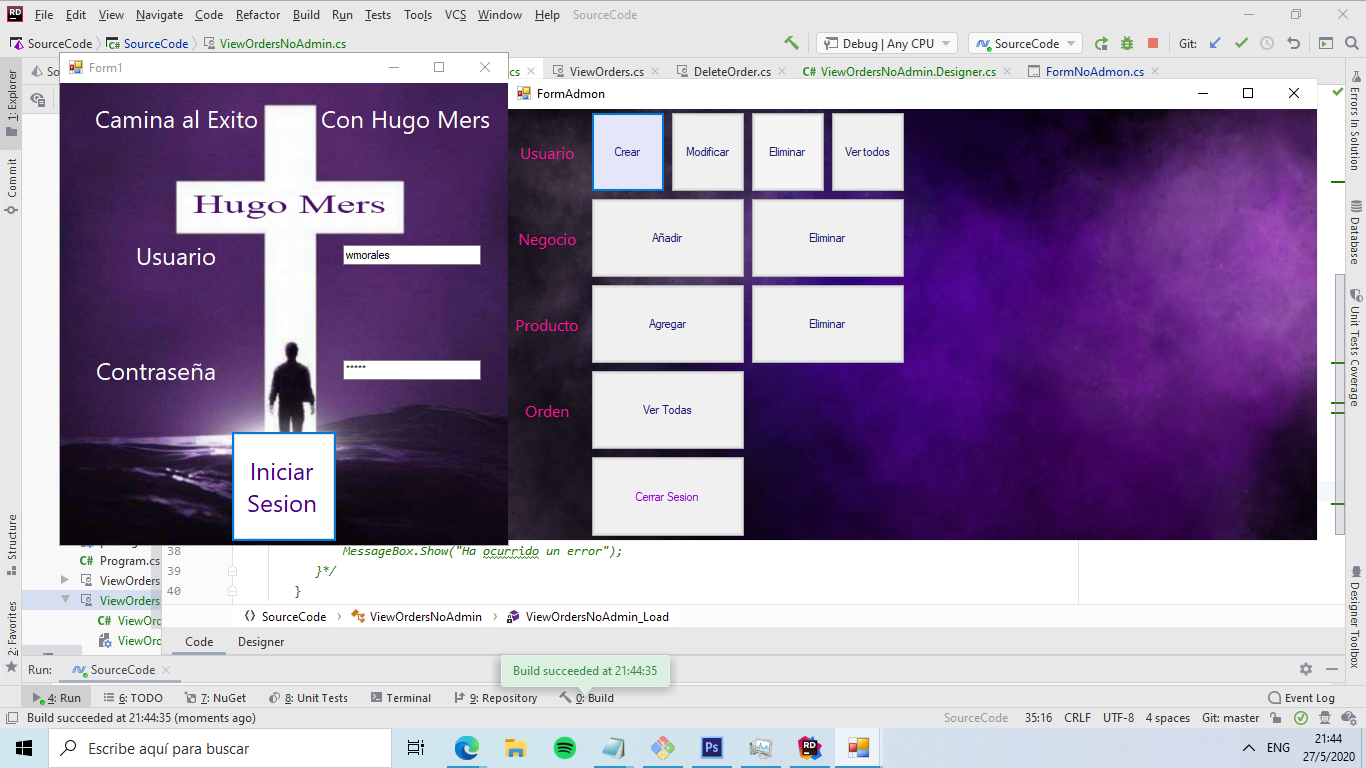 File Edit View Navigate Code Refactor Build Run Tests Tools VCS Window Help SourceCode
SourceCode SourceCode ViewOrdersNoAdmin.cs Debug | Any CPU SourceCode Git:
ViewOrders.cs DeleteOrder.cs ViewOrdersNoAdmin.Designer.cs FormNoAdmon.cs
1: Explorer
Commit
Structure
2: Favorites
Form1
Camina al Exito Con Hugo Mers
Hugo Mers
Usuario wmorales
Contraseña *****
Iniciar
Sesion
FormAdmon
Usuario Crear Modificar Eliminar Ver todos
Negocio Añadir Eliminar
Producto Agregar Eliminar
Orden Ver Todas
Cerrar Sesion
Errors In Solution
Database
Unit Tests Coverage
Designer Toolbox
38 MessageBox.Show("Ha ocurrido un error");
39 }*/
40 }
Program.cs
ViewOrders
ViewOrders
SourceCode ViewOrdersNoAdmin ViewOrdersNoAdmin_Load
Code Designer
Run: SourceCode
Build succeeded at 21:44:35
4: Run 6: TODO 7: NuGet 8: Unit Tests Terminal 9: Repository 0: Build Event Log
Build succeeded at 21:44:35 (moments ago) SourceCode 35:16 CRLF UTF-8 4 spaces Git: master
Escribe aquí para buscar ENG 21:44
27/5/2020